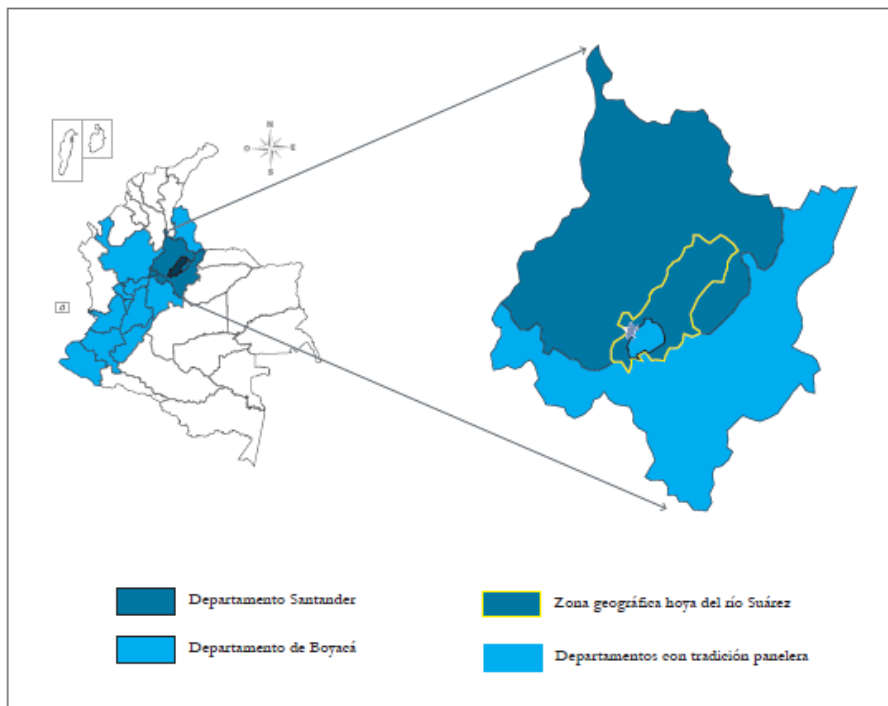 N
O E
S
Departamento Santander
Departamento de Boyacá
Zona geográfica hoya del río Suárez
Departamentos con tradición panelera